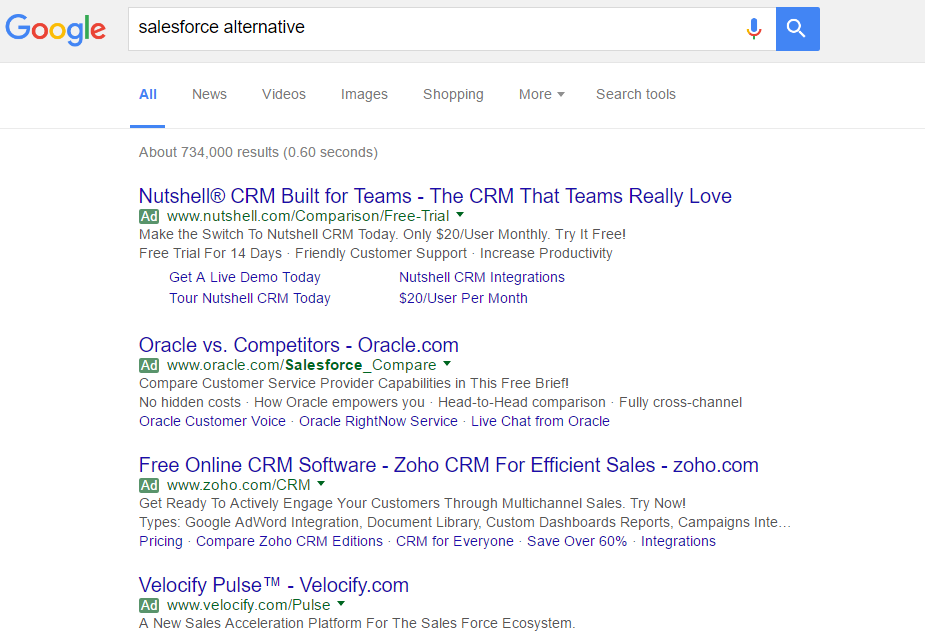 Google
salesforce alternative
All News Videos Images Shopping More Search tools
About 734,000 results (0.60 seconds)
Nutshell® CRM Built for Teams - The CRM That Teams Really Love
Ad www.nutshell.com/Comparison/Free-Trial
Make the Switch To Nutshell CRM Today. Only $20/User Monthly. Try It Free!
Free Trial For 14 Days · Friendly Customer Support · Increase Productivity
Get A Live Demo Today Nutshell CRM Integrations
Tour Nutshell CRM Today $20/User Per Month
Oracle vs. Competitors - Oracle.com
Ad www.oracle.com/Salesforce_Compare
Compare Customer Service Provider Capabilities in This Free Brief!
No hidden costs · How Oracle empowers you · Head-to-Head comparison · Fully cross-channel
Oracle Customer Voice · Oracle RightNow Service · Live Chat from Oracle
Free Online CRM Software - Zoho CRM For Efficient Sales - zoho.com
Ad www.zoho.com/CRM
Get Ready To Actively Engage Your Customers Through Multichannel Sales. Try Now!
Types: Google AdWord Integration, Document Library, Custom Dashboards Reports, Campaigns Inte…
Pricing · Compare Zoho CRM Editions · CRM for Everyone · Save Over 60% · Integrations
Velocify Pulse™ - Velocify.com
Ad www.velocify.com/Pulse
A New Sales Acceleration Platform For The Sales Force Ecosystem.